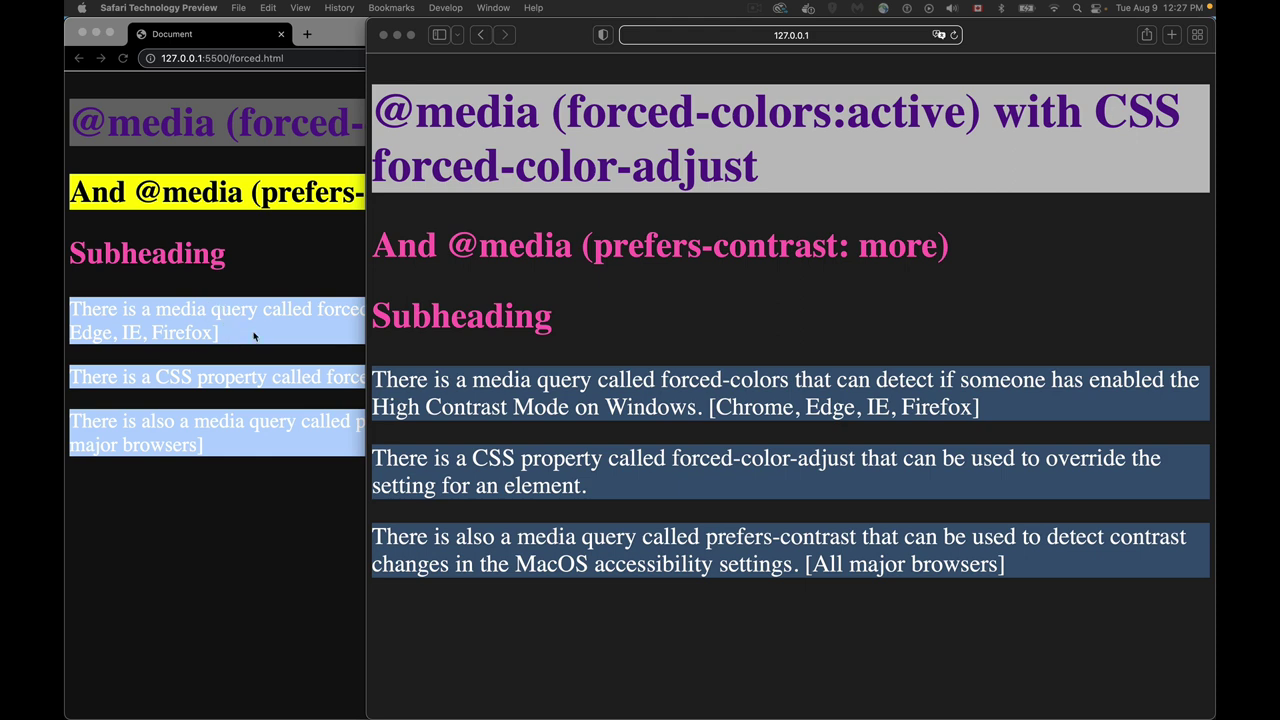 Safari Technology Preview File Edit View History Bookmarks Develop Window Help Tue Aug 9 12:27 PM
Document
127.0.0.1:5500/forced.html
@media (forced-
And @media (prefers-
Subheading
There is a media query called forced
Edge, IE, Firefox]
There is a CSS property called force
There is also a media query called p
major browsers]
127.0.0.1
@media (forced-colors:active) with CSS
forced-color-adjust
And @media (prefers-contrast: more)
Subheading
There is a media query called forced-colors that can detect if someone has enabled the
High Contrast Mode on Windows. [Chrome, Edge, IE, Firefox]
There is a CSS property called forced-color-adjust that can be used to override the
setting for an element.
There is also a media query called prefers-contrast that can be used to detect contrast
changes in the MacOS accessibility settings. [All major browsers]